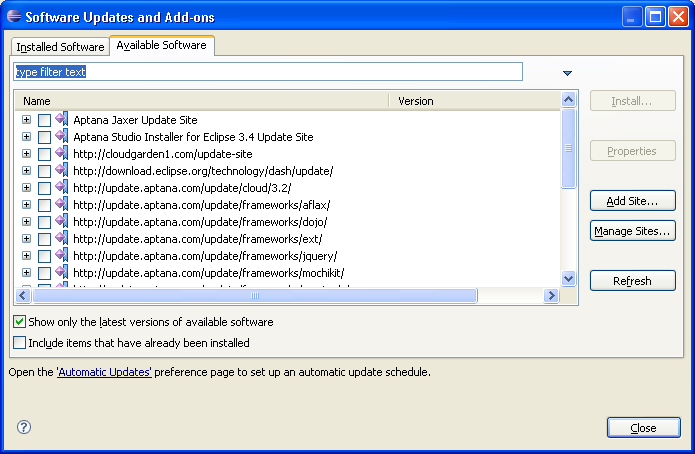 Software Updates and Add-ons
Installed Software Available Software
type filter text
Name Version
Install...
Aptana Jaxer Update Site
Aptana Studio Installer for Eclipse 3.4 Update Site
http://cloudgarden1.com/update-site
Properties
http://download.eclipse.org/technology/dash/update/
http://update.aptana.com/update/cloud/3.2/
http://update.aptana.com/update/frameworks/aflax/
Add Site...
http://update.aptana.com/update/frameworks/dojo/
http://update.aptana.com/update/frameworks/ext/
Manage Sites...
http://update.aptana.com/update/frameworks/jquery/
http://update.aptana.com/update/frameworks/mochikit/
Refresh
Show only the latest versions of available software
Include items that have already been installed
Open the 'Automatic Updates' preference page to set up an automatic update schedule.
?
Close